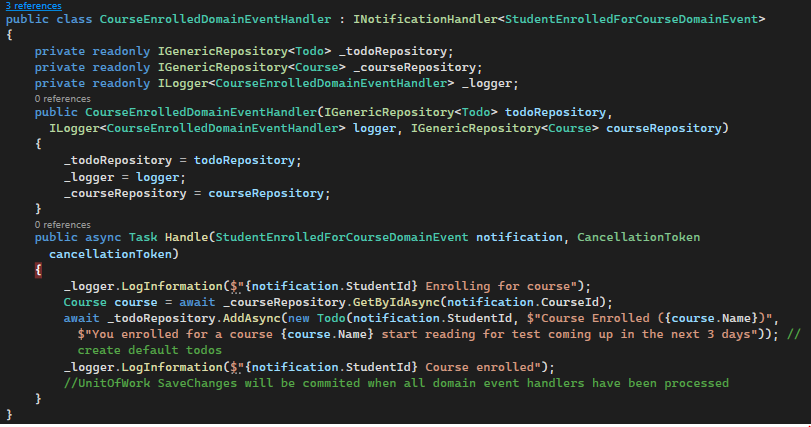 3 references
public class CourseEnrolledDomainEventHandler : INotificationHandler<StudentEnrolledForCourseDomainEvent>
{
private readonly IGenericRepository<Todo> _todoRepository;
private readonly IGenericRepository<Course> _courseRepository;
private readonly ILogger<CourseEnrolledDomainEventHandler> _logger;
0 references
public CourseEnrolledDomainEventHandler(IGenericRepository<Todo> todoRepository,
ILogger<CourseEnrolledDomainEventHandler> logger, IGenericRepository<Course> courseRepository)
{
_todoRepository = todoRepository;
_logger = logger;
_courseRepository = courseRepository;
}
0 references
public async Task Handle(StudentEnrolledForCourseDomainEvent notification, CancellationToken
cancellationToken)
{
_logger.LogInformation($"{notification.StudentId} Enrolling for course");
Course course = await _courseRepository.GetByIdAsync(notification.CourseId);
await _todoRepository.AddAsync(new Todo(notification.StudentId, $"Course Enrolled ({course.Name})",
$"You enrolled for a course {course.Name} start reading for test coming up in the next 3 days")); //
create default todos
_logger.LogInformation($"{notification.StudentId} Course enrolled");
//UnitOfWork SaveChanges will be commited when all domain event handlers have been processed
}
}